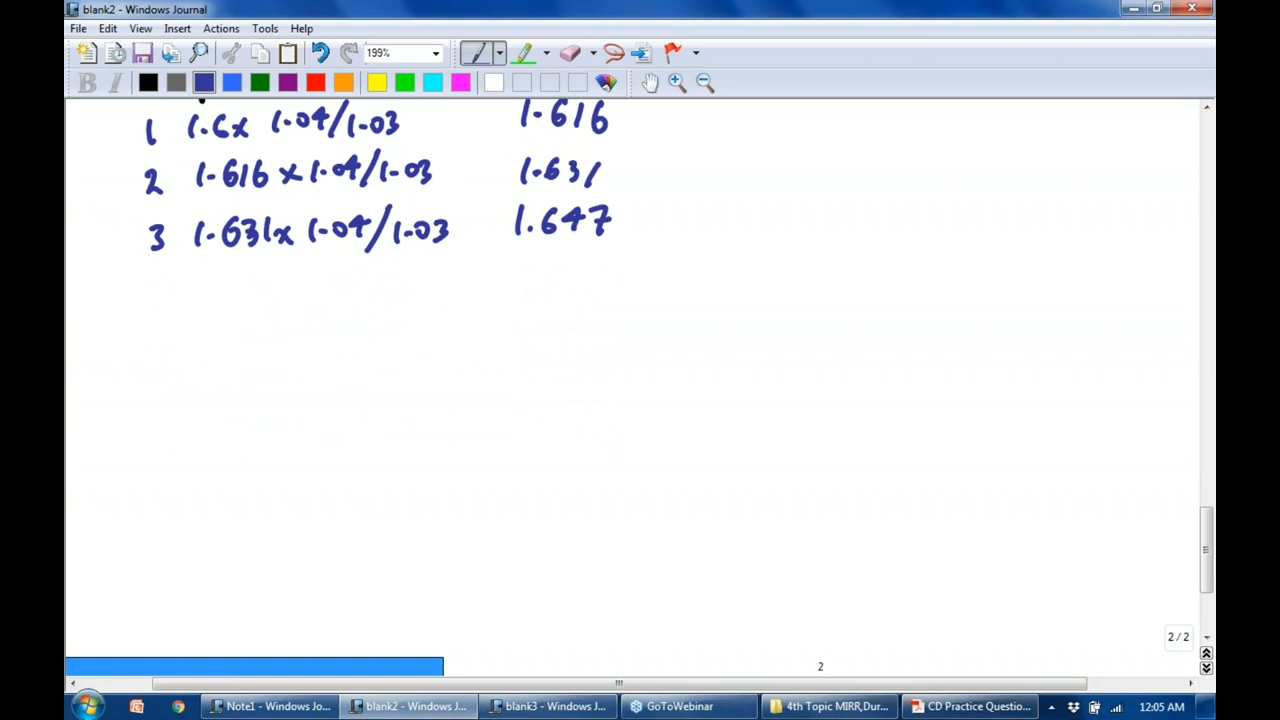 blank2 - Windows Journal
File Edit View Insert Actions Tools Help
199%
B I
1 1.6x 1.04/1.03 1.616
2 1.616 x 1.04/1.03 1.631
3 1.631x 1.04/1.03 1.647
2 / 2
2
Note1 - Windows Jo... blank2 - Windows J... blank3 - Windows Jo... GoToWebinar 4th Topic MIRR,Dur... CD Practice Questio... 12:05 AM